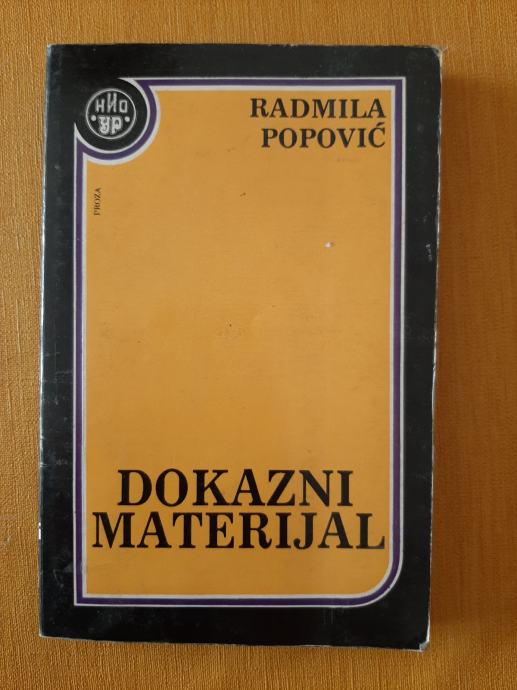 НИО
УР
RADMILA
POPOVIĆ
PROZA
DOKAZNI
MATERIJAL